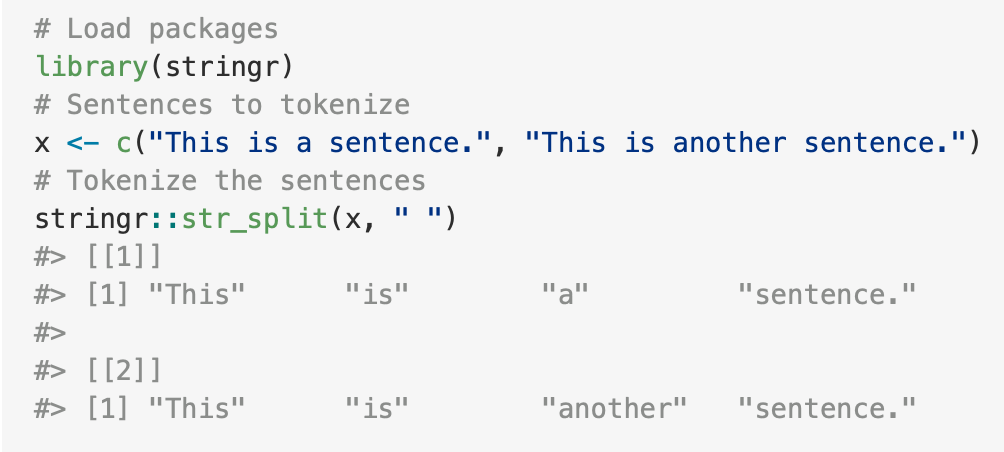 # Load packages
library(stringr)
# Sentences to tokenize
x <- c("This is a sentence.", "This is another sentence.")
# Tokenize the sentences
stringr::str_split(x, " ")
#> [[1]]
#> [1] "This"      "is"        "a"         "sentence."
#>
#> [[2]]
#> [1] "This"      "is"        "another"   "sentence."